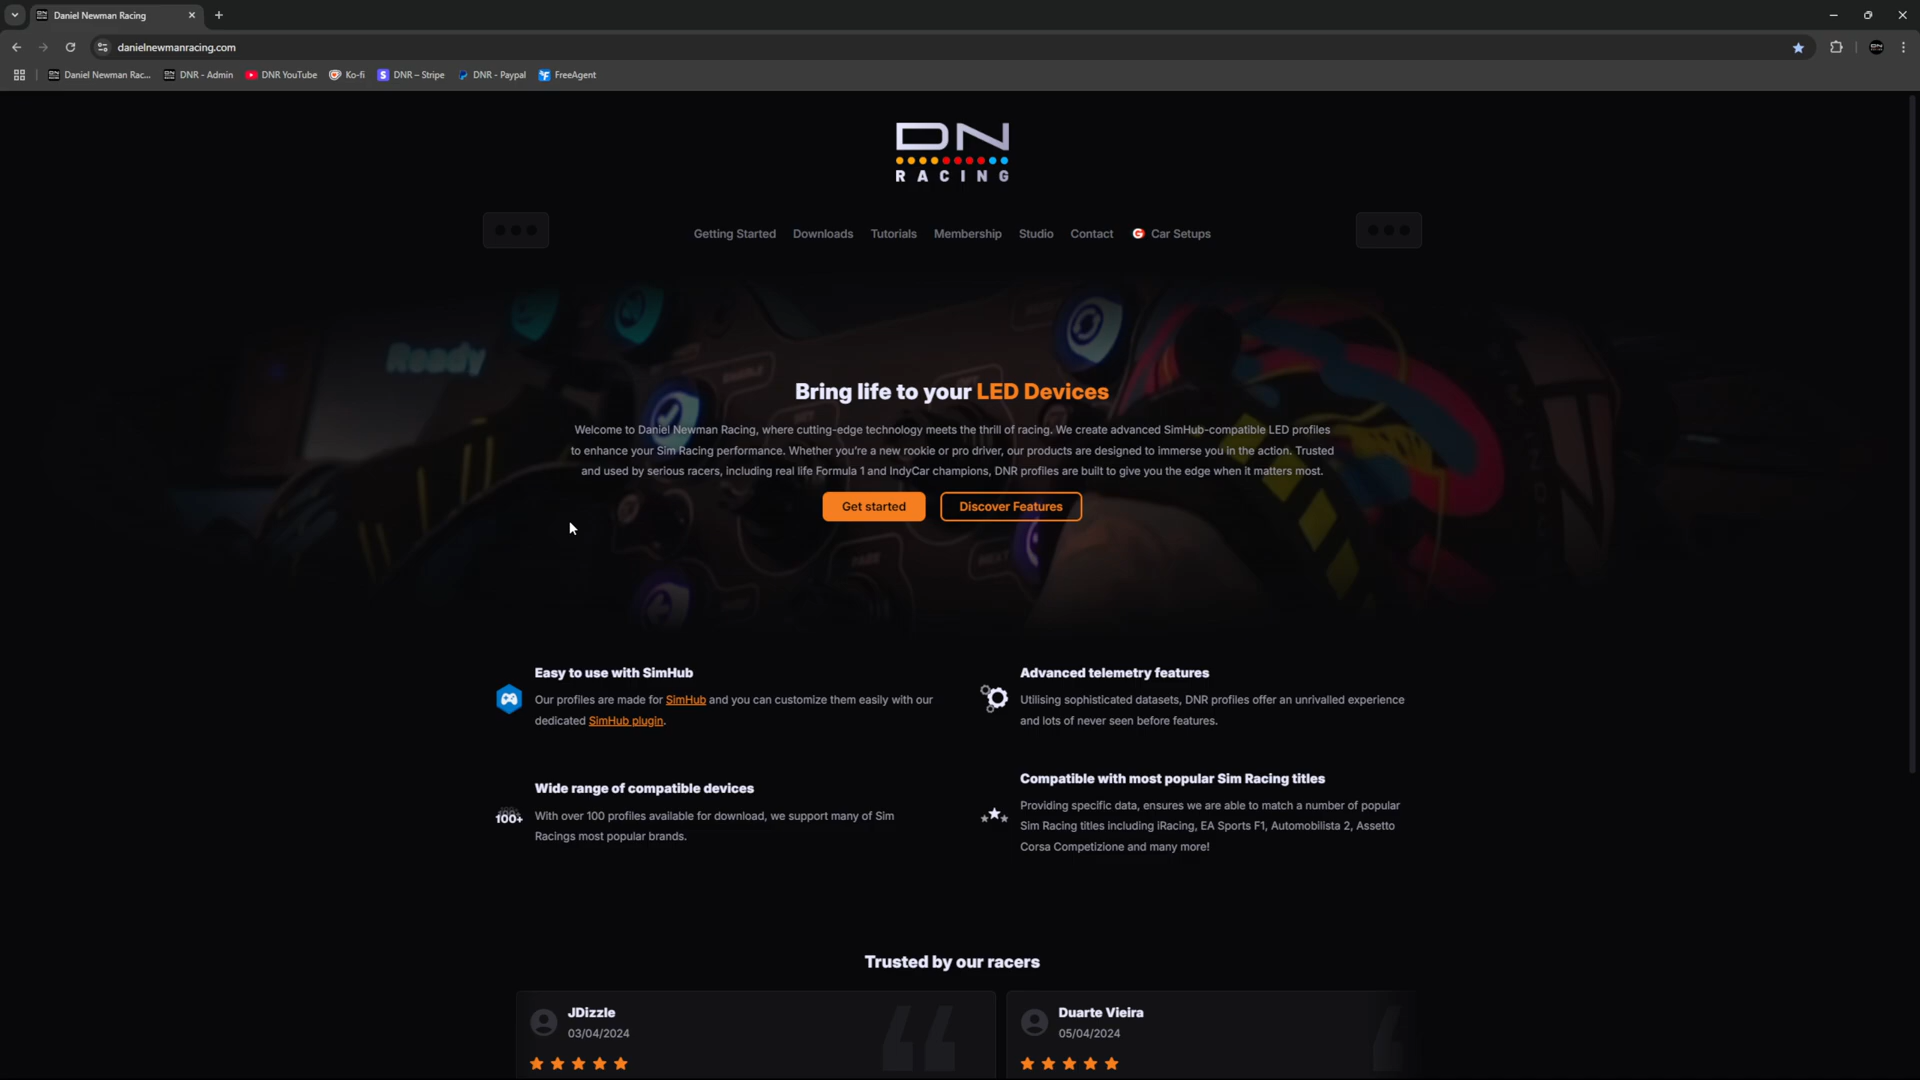 Daniel Newman Racing
danielnewmanracing.com
Daniel Newman Rac...
DNR - Admin
DNR YouTube
Ko-fi
DNR – Stripe
DNR - Paypal
FreeAgent
DN
RACING
Getting Started
Downloads
Tutorials
Membership
Studio
Contact
Car Setups
Ready
Bring life to your LED Devices
Welcome to Daniel Newman Racing, where cutting-edge technology meets the thrill of racing. We create advanced SimHub-compatible LED profiles
to enhance your Sim Racing performance. Whether you're a new rookie or pro driver, our products are designed to immerse you in the action. Trusted
and used by serious racers, including real life Formula 1 and IndyCar champions, DNR profiles are built to give you the edge when it matters most.
Get started
Discover Features
Easy to use with SimHub
Our profiles are made for SimHub and you can customize them easily with our
dedicated SimHub plugin.
Advanced telemetry features
Utilising sophisticated datasets, DNR profiles offer an unrivalled experience
and lots of never seen before features.
Wide range of compatible devices
100+
With over 100 profiles available for download, we support many of Sim
Racings most popular brands.
Compatible with most popular Sim Racing titles
Providing specific data, ensures we are able to match a number of popular
Sim Racing titles including iRacing, EA Sports F1, Automobilista 2, Assetto
Corsa Competizione and many more!
Trusted by our racers
JDizzle
03/04/2024
Duarte Vieira
05/04/2024